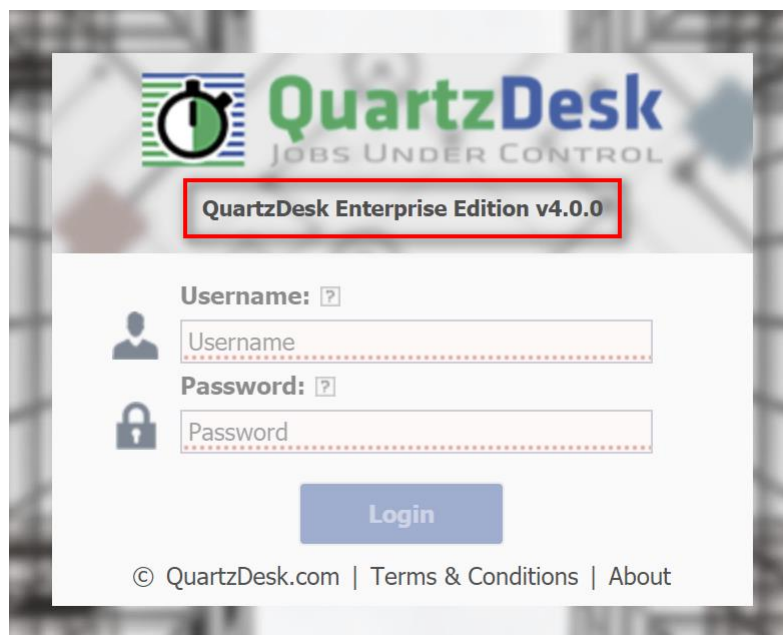 QuartzDesk
JOBS UNDER CONTROL
QuartzDesk Enterprise Edition v4.0.0
Username: ?
Username
Password: ?
Password
Login
© QuartzDesk.com | Terms & Conditions | About